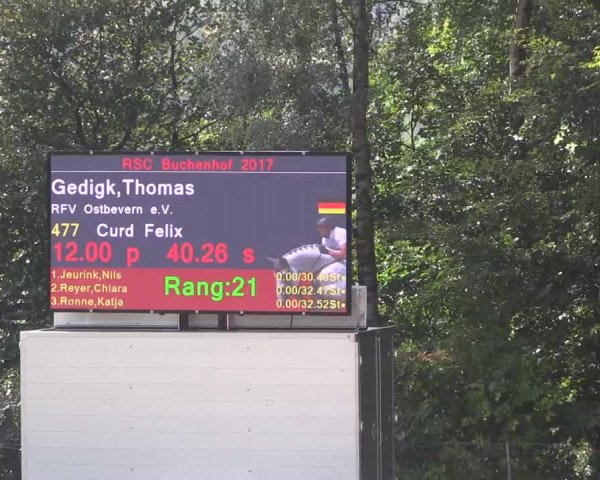 RSC Buchenhof 2017
Gedigk,Thomas
RFV Ostbevern e.V.
477 Curd Felix
12.00 p 40.26 s
1.Jeurink,Nils 0.00/30.48St
2.Reyer,Chiara Rang:21 0.00/32.47St
3.Rønne,Katja 0.00/32.52St